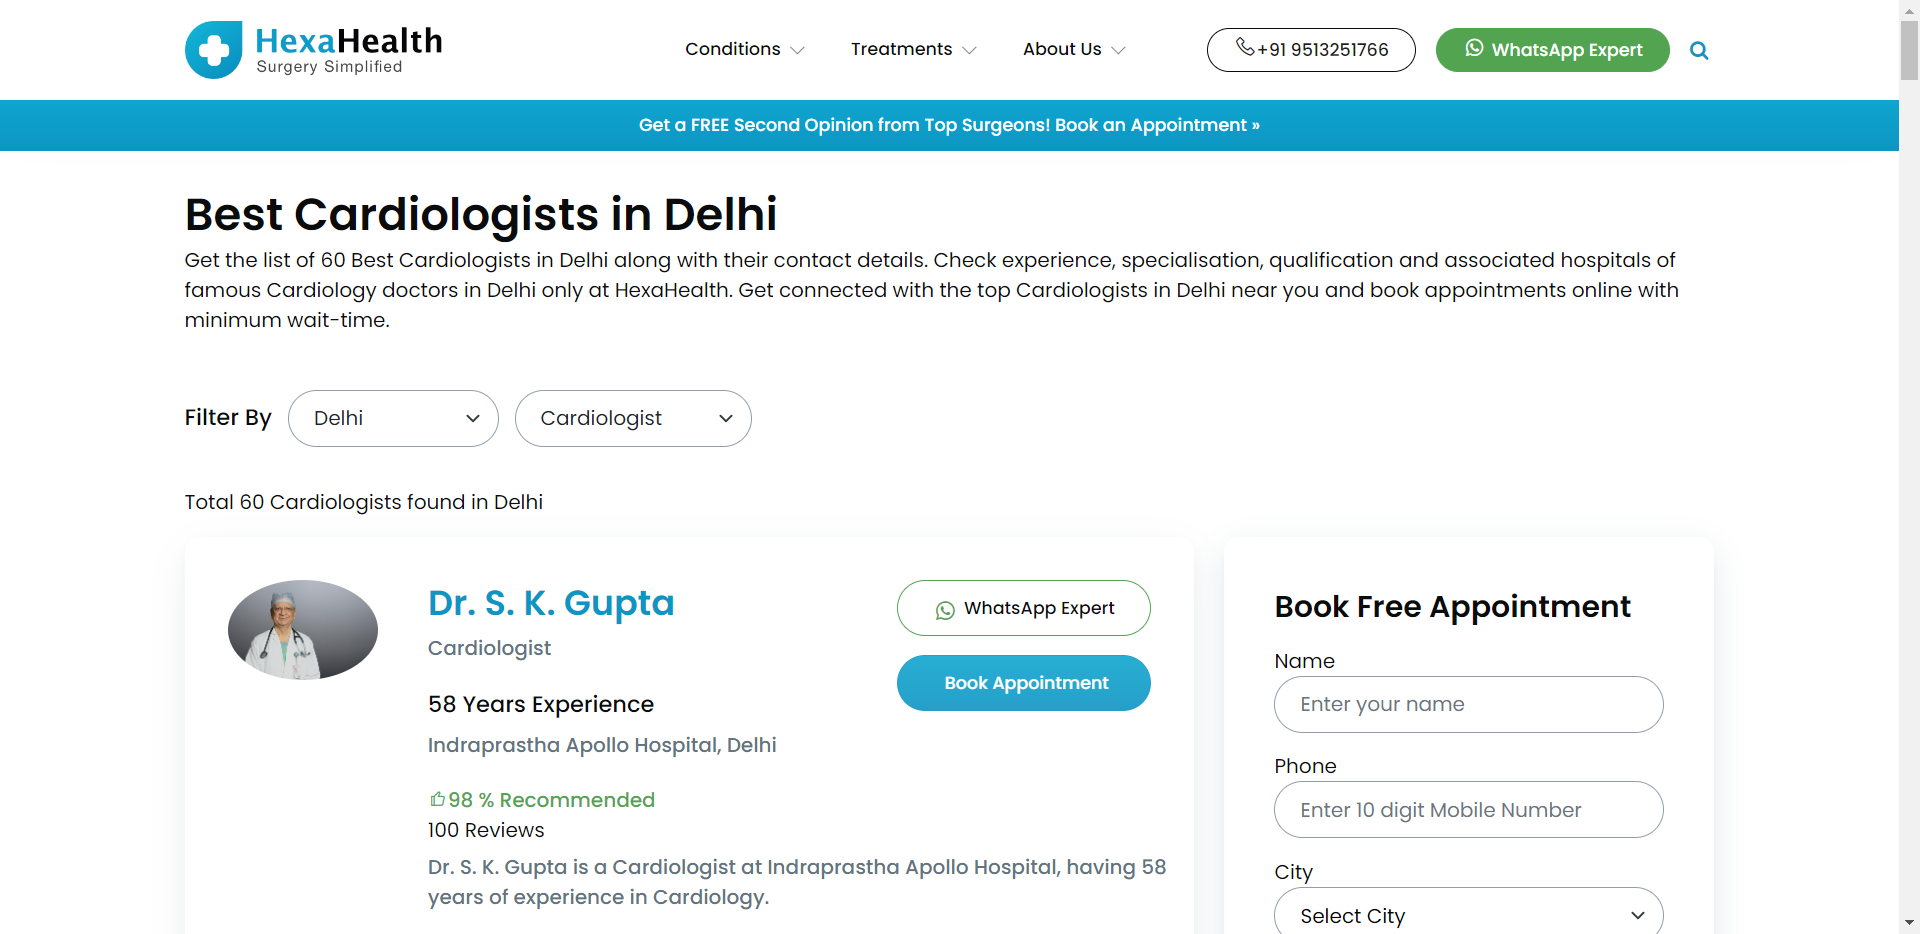 HexaHealth
Surgery Simplified
Conditions
Treatments
About Us
+91 9513251766
WhatsApp Expert
Get a FREE Second Opinion from Top Surgeons! Book an Appointment »
Best Cardiologists in Delhi
Get the list of 60 Best Cardiologists in Delhi along with their contact details. Check experience, specialisation, qualification and associated hospitals of
famous Cardiology doctors in Delhi only at HexaHealth. Get connected with the top Cardiologists in Delhi near you and book appointments online with
minimum wait-time.
Filter By
Delhi
Cardiologist
Total 60 Cardiologists found in Delhi
Dr. S. K. Gupta
Cardiologist
58 Years Experience
Indraprastha Apollo Hospital, Delhi
98 % Recommended
100 Reviews
Dr. S. K. Gupta is a Cardiologist at Indraprastha Apollo Hospital, having 58
years of experience in Cardiology.
WhatsApp Expert
Book Appointment
Book Free Appointment
Name
Enter your name
Phone
Enter 10 digit Mobile Number
City
Select City